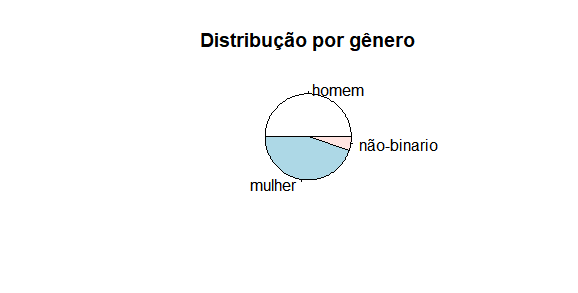 Distribução por gênero
homem
não-binario
mulher